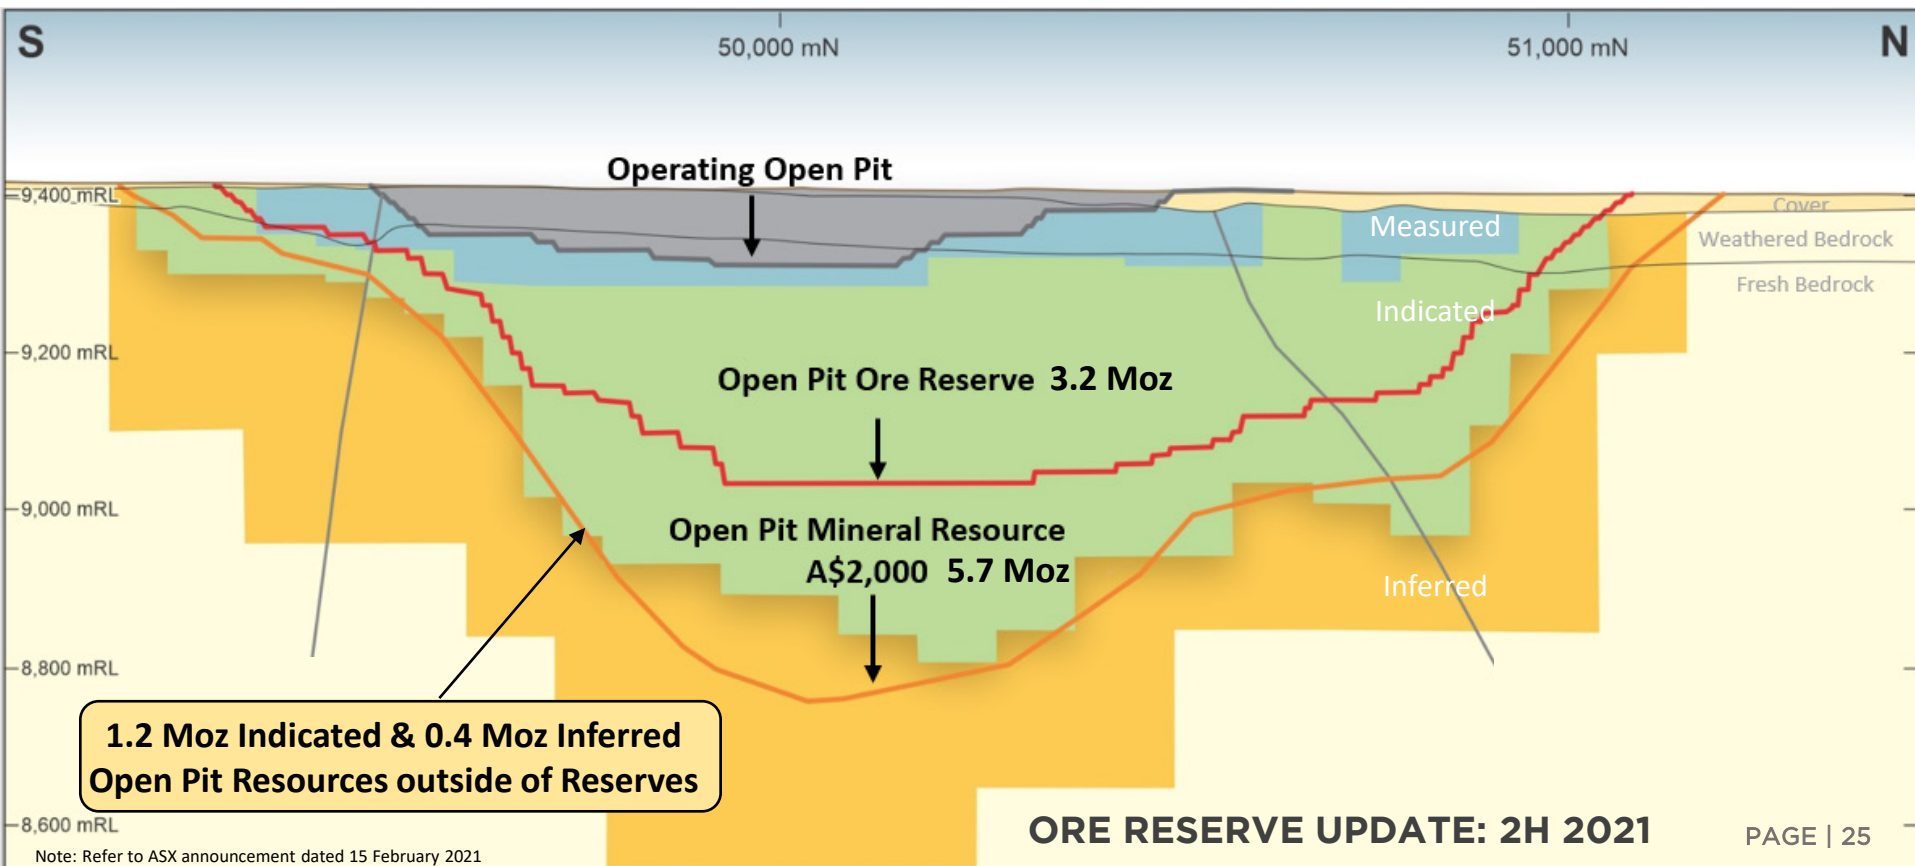 S
50,000 mN
51,000 mN
N
Operating Open Pit
9,400 mRL
Cover
Measured
Weathered Bedrock
Fresh Bedrock
Indicated
9,200 mRL
Open Pit Ore Reserve 3.2 Moz
9,000 mRL
Open Pit Mineral Resource
A$2,000 5.7 Moz
Inferred
8,800 mRL
1.2 Moz Indicated & 0.4 Moz Inferred
Open Pit Resources outside of Reserves
8,600 mRL
ORE RESERVE UPDATE: 2H 2021
PAGE | 25
Note: Refer to ASX announcement dated 15 February 2021